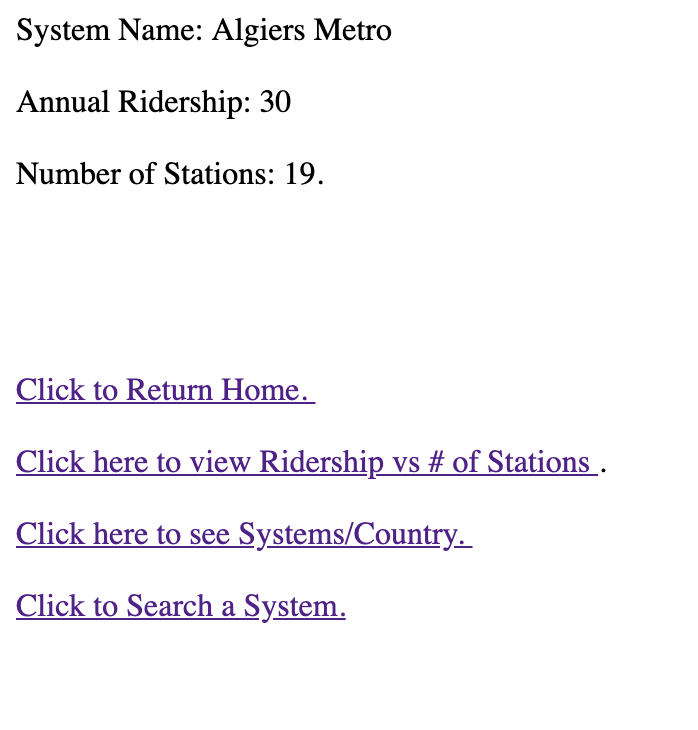 System Name: Algiers Metro
Annual Ridership: 30
Number of Stations: 19.
Click to Return Home.
Click here to view Ridership vs # of Stations .
Click here to see Systems/Country.
Click to Search a System.